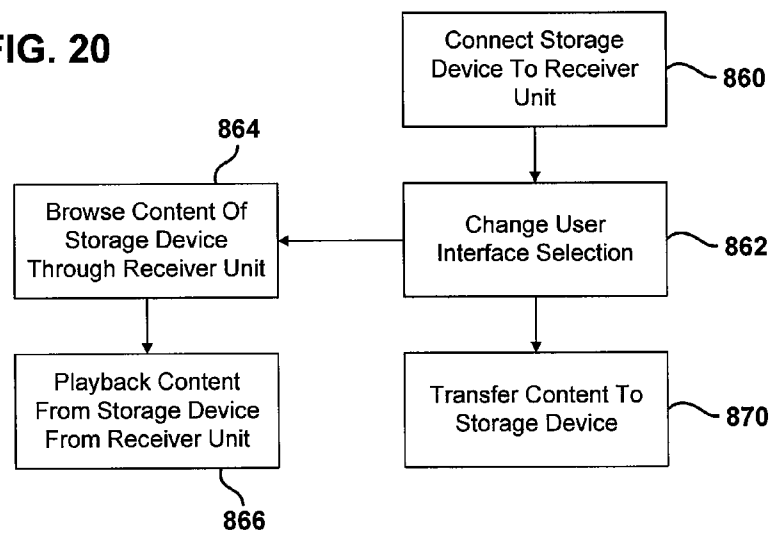 FIG. 20
Connect Storage
Device To Receiver
Unit
860
864
Browse Content Of
Storage Device
Through Receiver Unit
Change User
Interface Selection
862
Playback Content
From Storage Device
From Receiver Unit
866
Transfer Content To
Storage Device
870